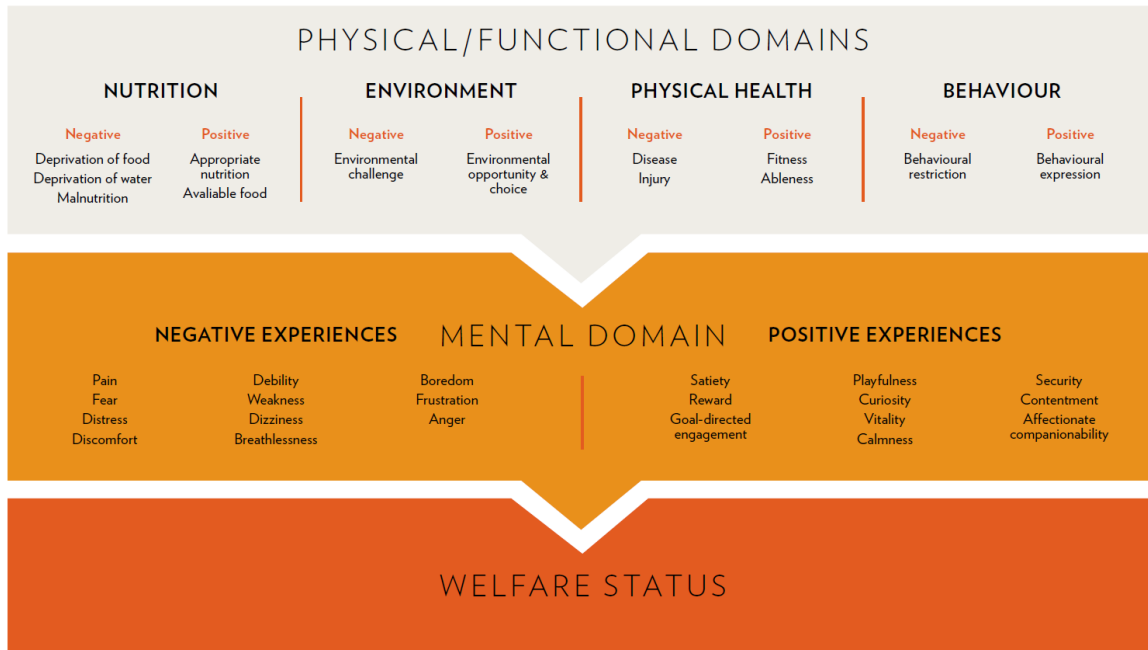 PHYSICAL/FUNCTIONAL DOMAINS
NUTRITION
Negative
Deprivation of food
Deprivation of water
Malnutrition
Positive
Appropriate
nutrition
Avaliable food
ENVIRONMENT
Negative
Environmental
challenge
Positive
Environmental
opportunity &
choice
PHYSICAL HEALTH
Negative
Disease
Injury
Positive
Fitness
Ableness
BEHAVIOUR
Negative
Behavioural
restriction
Positive
Behavioural
expression
MENTAL DOMAIN
NEGATIVE EXPERIENCES
Pain
Fear
Distress
Discomfort
Debility
Weakness
Dizziness
Breathlessness
Boredom
Frustration
Anger
POSITIVE EXPERIENCES
Satiety
Reward
Goal-directed
engagement
Playfulness
Curiosity
Vitality
Calmness
Security
Contentment
Affectionate
companionability
WELFARE STATUS